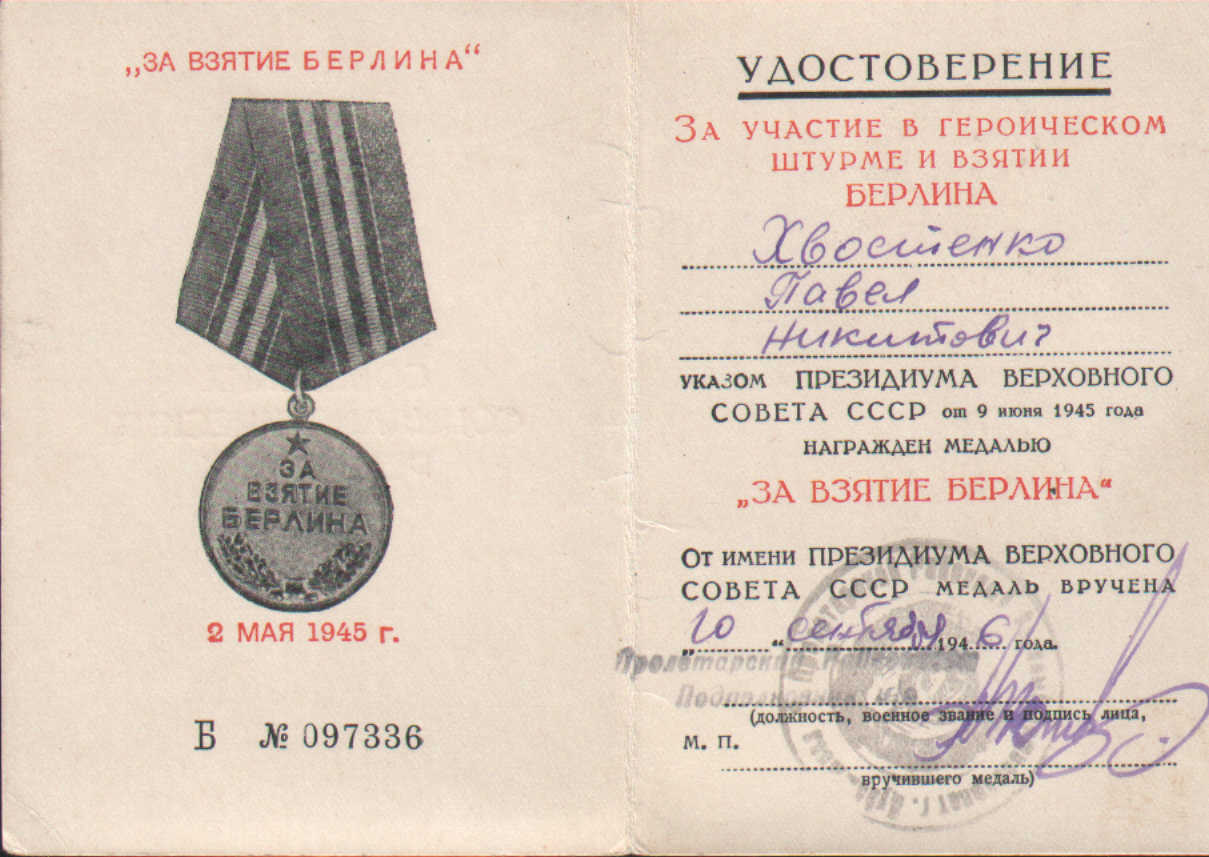 „ЗА ВЗЯТИЕ БЕРЛИНА“
ЗА
ВЗЯТИЕ
БЕРЛИНА
2 МАЯ 1945 г.
Б № 097336
УДОСТОВЕРЕНИЕ
ЗА УЧАСТИЕ В ГЕРОИЧЕСКОМ
ШТУРМЕ И ВЗЯТИИ
БЕРЛИНА
Хвостенко
Павел
Никитович
УКАЗОМ ПРЕЗИДИУМА ВЕРХОВНОГО
СОВЕТА СССР от 9 июня 1945 года
НАГРАЖДЕН МЕДАЛЬЮ
„ЗА ВЗЯТИЕ БЕРЛИНА“
ОТ ИМЕНИ ПРЕЗИДИУМА ВЕРХОВНОГО
СОВЕТА СССР МЕДАЛЬ ВРУЧЕНА
„10“ сентября 1946 года.
Пролетарский
Подполковник
(должность, военное звание и подпись лица,
М. П.
вручившего медаль)